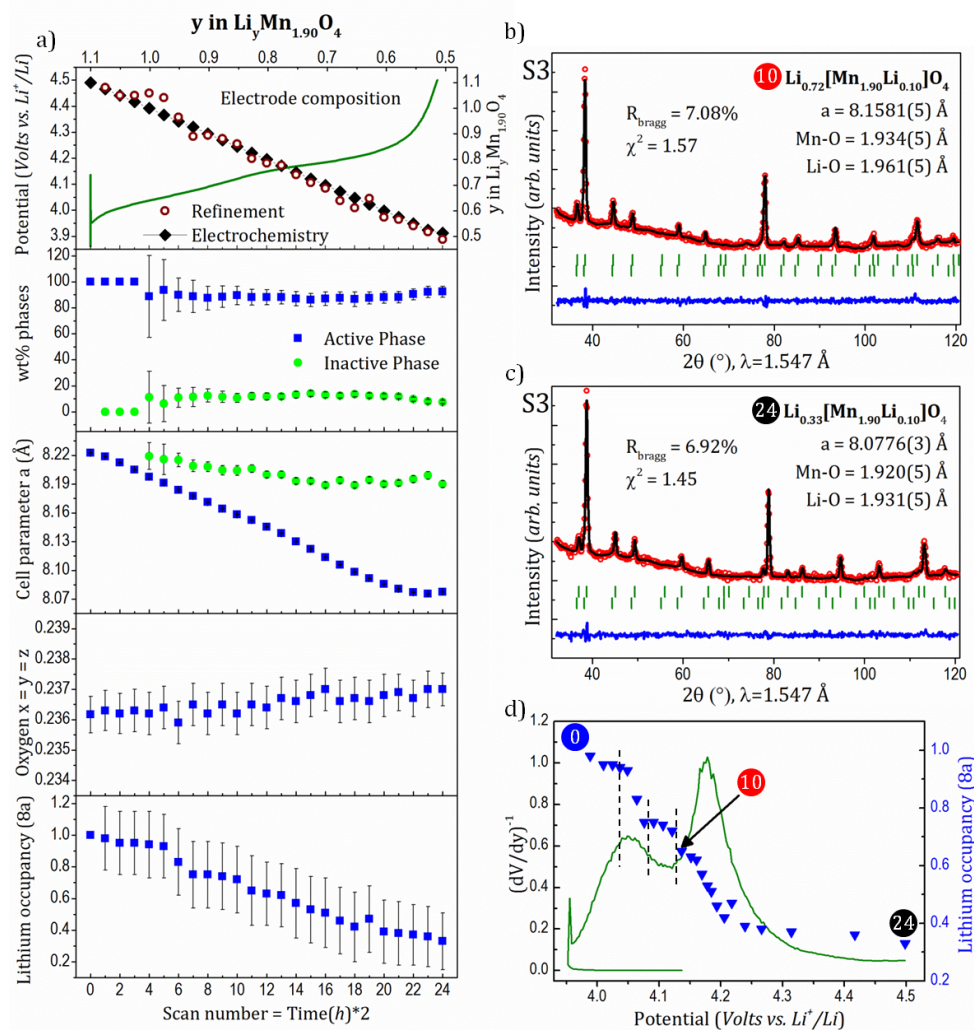 y in LiyMn1.90O4
a)
1.1 1.0 0.9 0.8 0.7 0.6 0.5
Potential (Volts vs. Li+/Li)
4.5
4.4
4.3
4.2
4.1
4.0
3.9
Electrode composition
Refinement
Electrochemistry
1.1
1.0
0.9
0.8
0.7
0.6
0.5
y in LiyMn1.90O4
wt% phases
120
100
80
60
40
20
0
Active Phase
Inactive Phase
Cell parameter a (Å)
8.22
8.19
8.16
8.13
8.10
8.07
Oxygen x = y = z
0.239
0.238
0.237
0.236
0.235
0.234
Lithium occupancy (8a)
1.2
1.0
0.8
0.6
0.4
0.2
0 2 4 6 8 10 12 14 16 18 20 22 24
Scan number = Time(h)*2
b)
S3
10 Li0.72[Mn1.90Li0.10]O4
a = 8.1581(5) Å
Mn-O = 1.934(5) Å
Li-O = 1.961(5) Å
Rbragg = 7.08%
χ2 = 1.57
Intensity (arb. units)
40 60 80 100 120
2θ (°), λ=1.547 Å
c)
S3
24 Li0.33[Mn1.90Li0.10]O4
a = 8.0776(3) Å
Mn-O = 1.920(5) Å
Li-O = 1.931(5) Å
Rbragg = 6.92%
χ2 = 1.45
Intensity (arb. units)
40 60 80 100 120
2θ (°), λ=1.547 Å
d)
(dV/dy)-1
1.2
1.0
0.8
0.6
0.4
0.2
0.0
0
10
24
1.0
0.8
0.6
0.4
0.2
Lithium occupancy (8a)
4.0 4.1 4.2 4.3 4.4 4.5
Potential (Volts vs. Li+/Li)